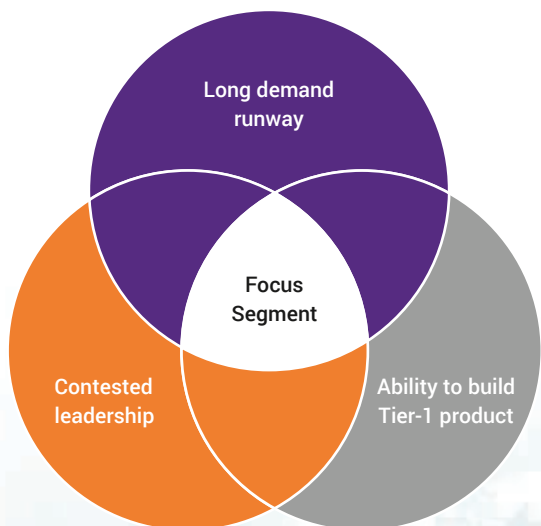 Long demand
runway
Focus
Segment
Contested
leadership
Ability to build
Tier-1 product